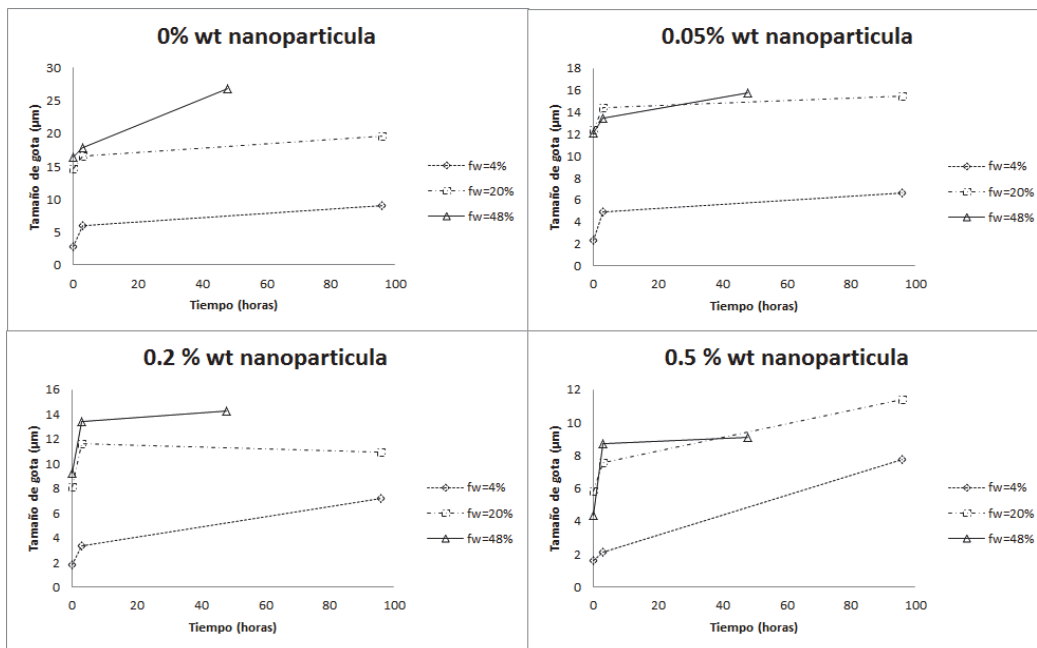 0% wt nanoparticula
30
25
20
15
10
5
0
Tamaño de gota (µm)
0 20 40 60 80 100
Tiempo (horas)
fw=4%
fw=20%
fw=48%
0.05% wt nanoparticula
18
16
14
12
10
8
6
4
2
0
Tamaño de gota (µm)
0 20 40 60 80 100
Tiempo (horas)
fw=4%
fw=20%
fw=48%
0.2 % wt nanoparticula
16
14
12
10
8
6
4
2
0
Tamaño de gota (µm)
0 20 40 60 80 100
Tiempo (horas)
fw=4%
fw=20%
fw=48%
0.5 % wt nanoparticula
12
10
8
6
4
2
0
Tamaño de gota (µm)
0 20 40 60 80 100
Tiempo (horas)
fw=4%
fw=20%
fw=48%